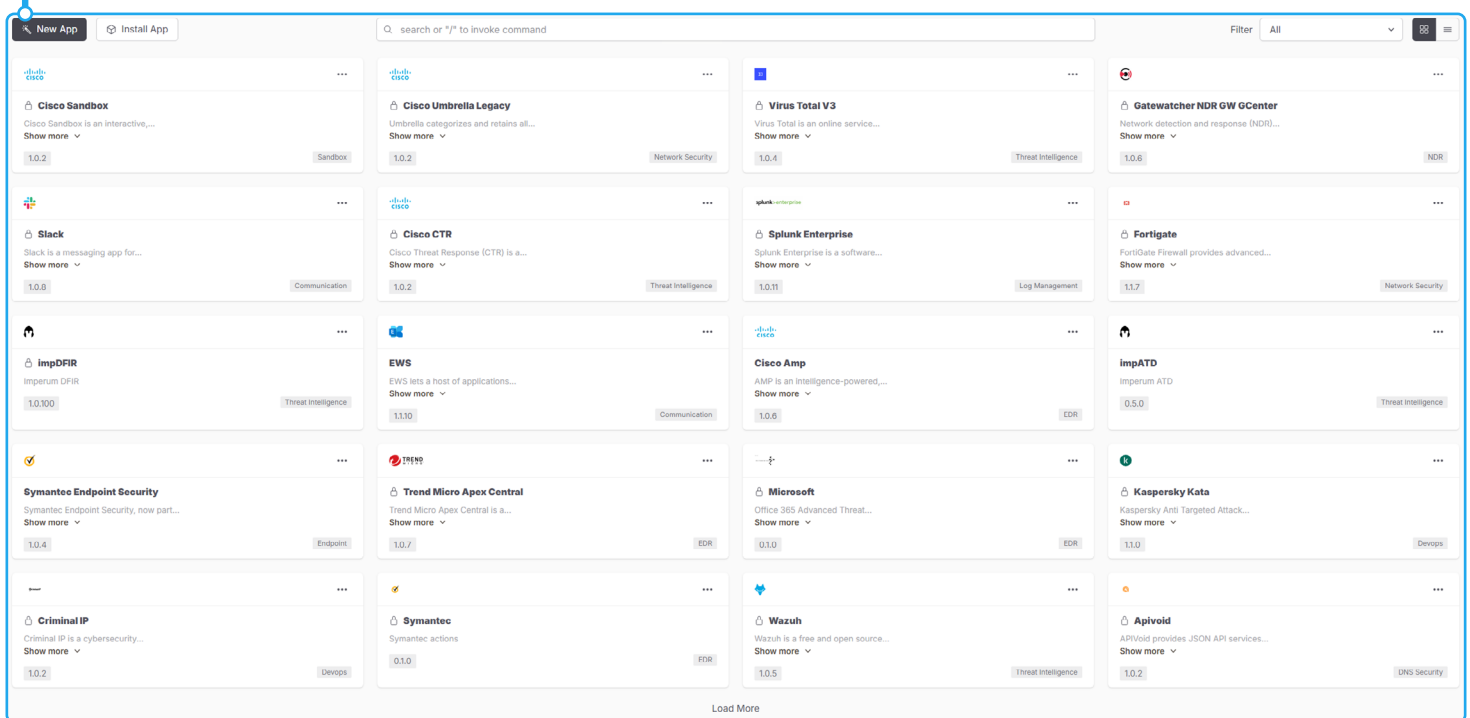 New App
Install App
search or "/" to invoke command
Filter
All
CISCO
Cisco Sandbox
Cisco Sandbox is an interactive,...
Show more
1.0.2
Sandbox
CISCO
Cisco Umbrella Legacy
Umbrella categorizes and retains all...
Show more
1.0.2
Network Security
Virus Total V3
Virus Total is an online service...
Show more
1.0.4
Threat Intelligence
Gatewatcher NDR GW GCenter
Network detection and response (NDR)...
Show more
1.0.6
NDR
Slack
Slack is a messaging app for...
Show more
1.0.8
Communication
CISCO
Cisco CTR
Cisco Threat Response (CTR) is a...
Show more
1.0.2
Threat Intelligence
splunk>enterprise
Splunk Enterprise
Splunk Enterprise is a software...
Show more
1.0.11
Log Management
Fortigate
FortiGate Firewall provides advanced...
Show more
1.1.7
Network Security
impDFIR
Imperum DFIR
1.0.100
Threat Intelligence
EWS
EWS lets a host of applications...
Show more
1.1.10
Communication
CISCO
Cisco Amp
AMP is an intelligence-powered,...
Show more
1.0.6
EDR
impATD
Imperum ATD
0.5.0
Threat Intelligence
Symantec Endpoint Security
Symantec Endpoint Security, now part...
Show more
1.0.4
Endpoint
TREND
MICRO
Trend Micro Apex Central
Trend Micro Apex Central is a...
Show more
1.0.7
EDR
Microsoft
Office 365 Advanced Threat...
Show more
0.1.0
EDR
Kaspersky Kata
Kaspersky Anti Targeted Attack...
Show more
1.1.0
Devops
Criminal IP
Criminal IP is a cybersecurity...
Show more
1.0.2
Devops
Symantec
Symantec actions
0.1.0
EDR
Wazuh
Wazuh is a free and open source...
Show more
1.0.5
Threat Intelligence
Apivoid
APIVoid provides JSON API services...
Show more
1.0.2
DNS Security
Load More